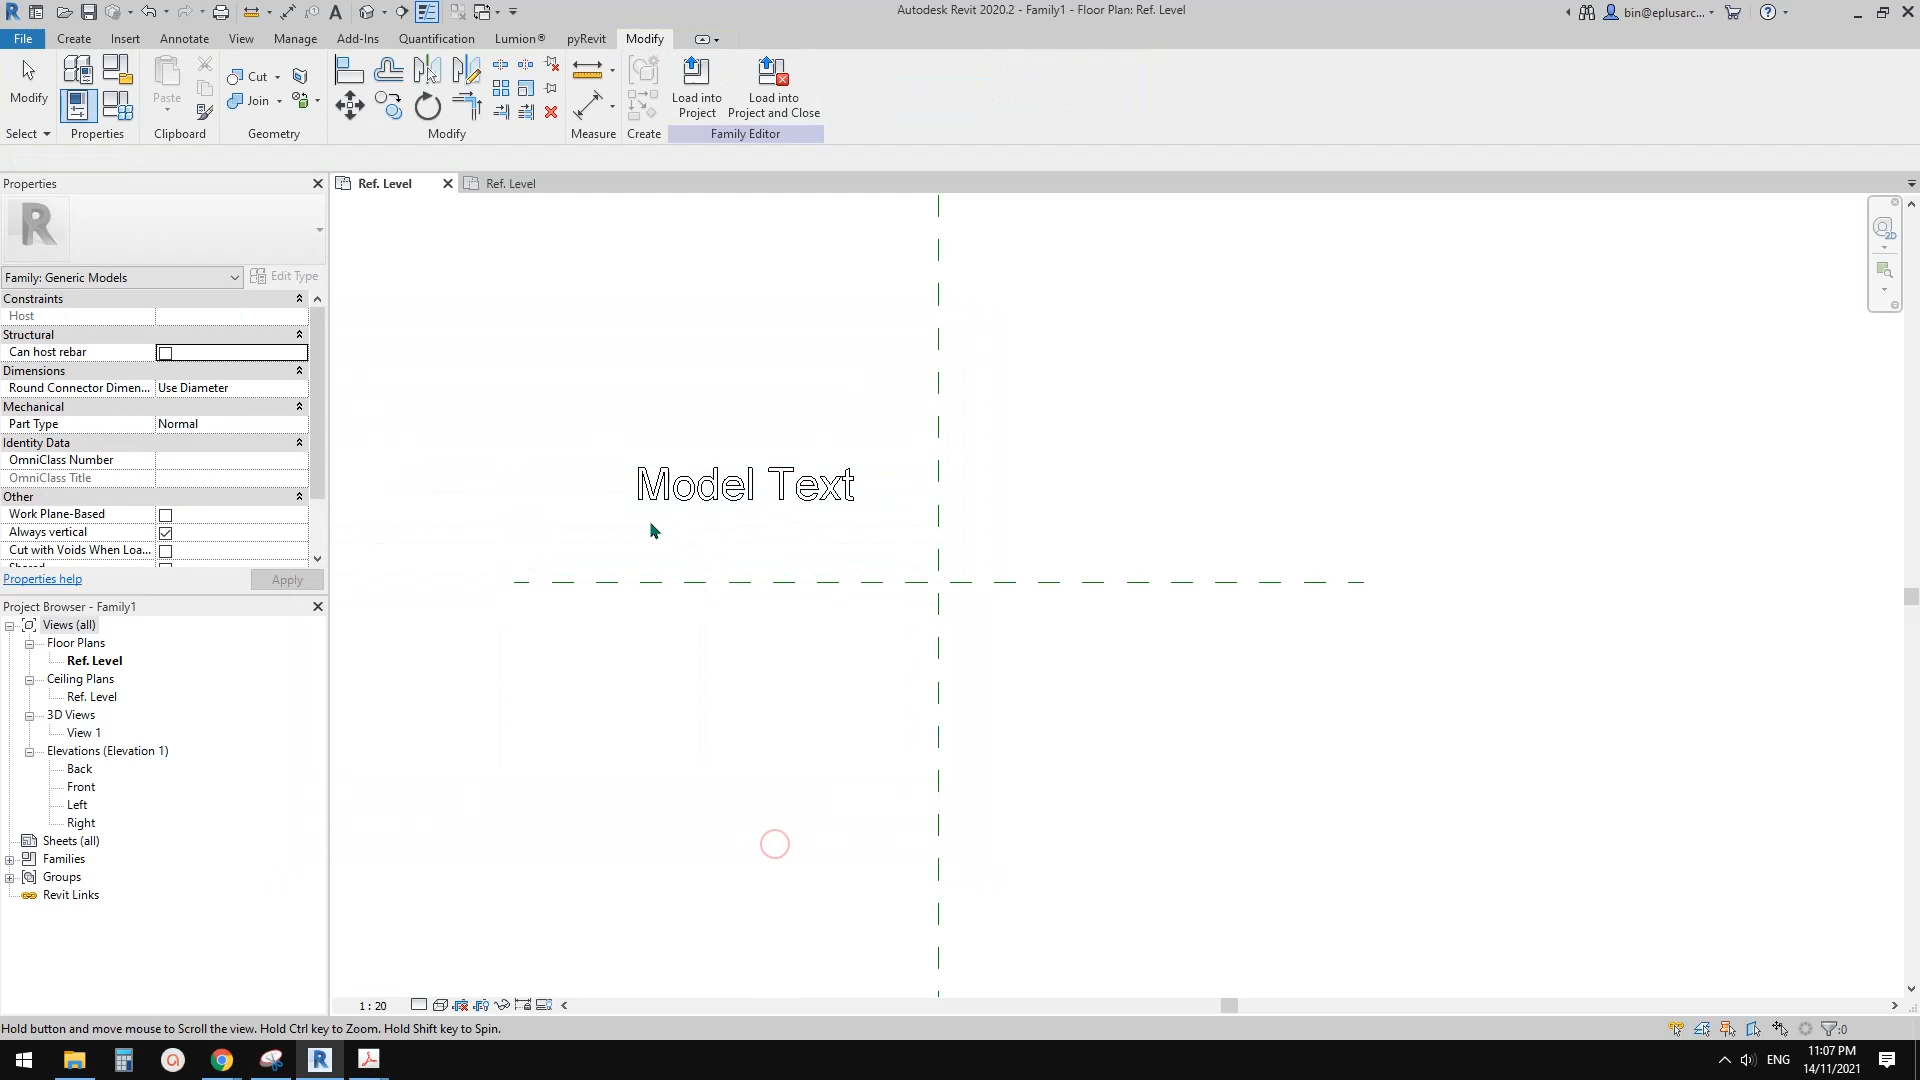 Autodesk Revit 2020.2 - Family1 - Floor Plan: Ref. Level
bin@eplusarc...
File Create Insert Annotate View Manage Add-Ins Quantification Lumion® pyRevit Modify
Modify
Paste
Cut
Join
Load into
Project
Load into
Project and Close
Select Properties Clipboard Geometry Modify Measure Create Family Editor
Properties
Ref. Level
Ref. Level
R
2D
Family: Generic Models
Edit Type
Constraints
Host
Structural
Can host rebar
Dimensions
Round Connector Dimen... Use Diameter
Mechanical
Part Type Normal
Identity Data
OmniClass Number
OmniClass Title
Other
Work Plane-Based
Always vertical
Cut with Voids When Loa...
Properties help
Apply
Model Text
Project Browser - Family1
Views (all)
Floor Plans
Ref. Level
Ceiling Plans
Ref. Level
3D Views
View 1
Elevations (Elevation 1)
Back
Front
Left
Right
Sheets (all)
Families
Groups
Revit Links
1 : 20
Hold button and move mouse to Scroll the view. Hold Ctrl key to Zoom. Hold Shift key to Spin.
:0
ENG
11:07 PM
14/11/2021